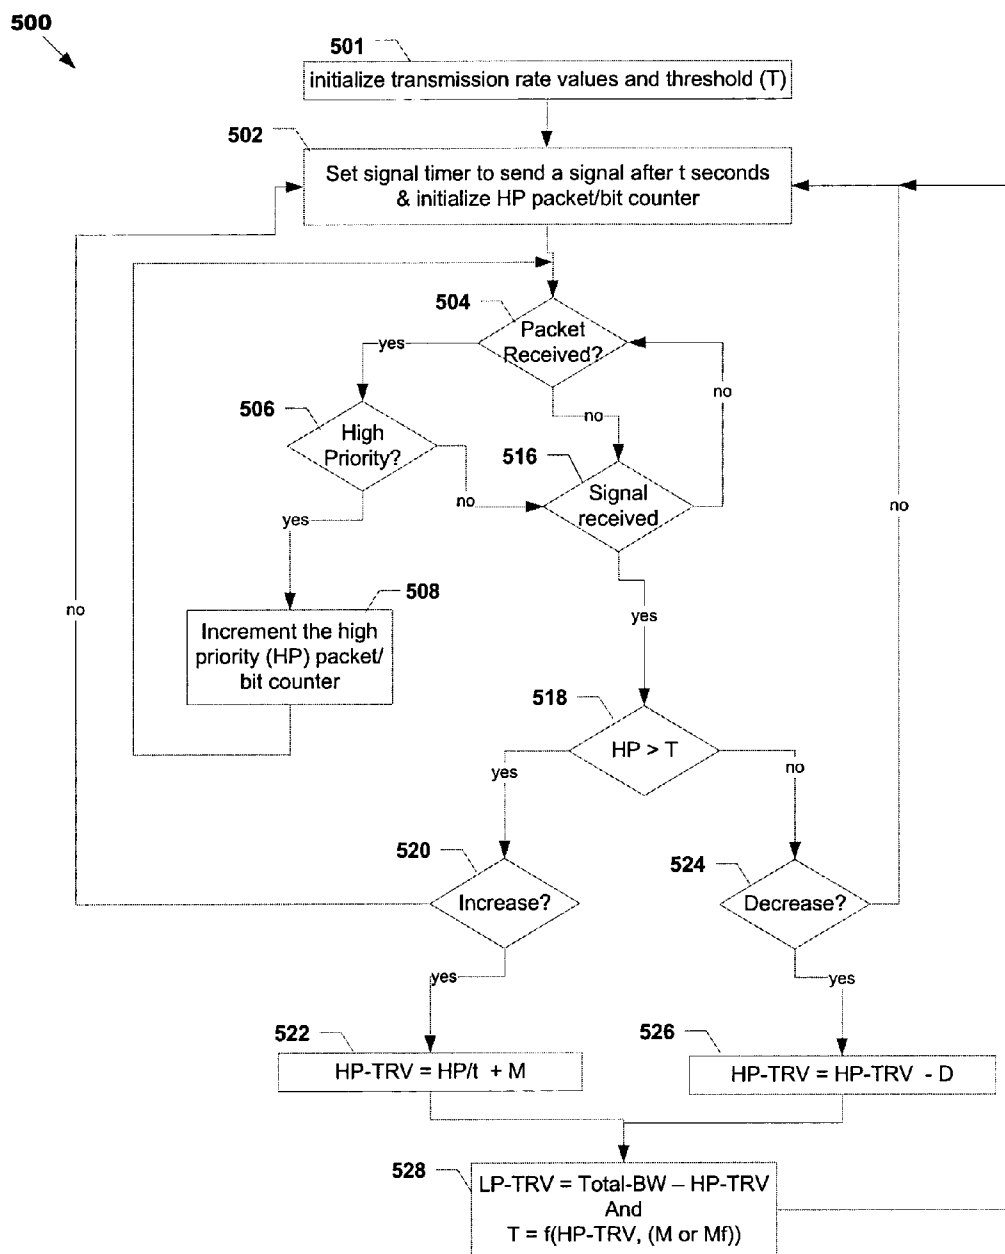 500
501
initialize transmission rate values and threshold (T)
502
Set signal timer to send a signal after t seconds
& initialize HP packet/bit counter
504
Packet
Received?
yes
no
no
506
High
Priority?
516
Signal
received
no
yes
no
no
508
Increment the high
priority (HP) packet/
bit counter
yes
518
HP > T
yes
no
520
Increase?
524
Decrease?
yes
yes
522
HP-TRV = HP/t + M
526
HP-TRV = HP-TRV - D
528
LP-TRV = Total-BW – HP-TRV
And
T = f(HP-TRV, (M or Mf))